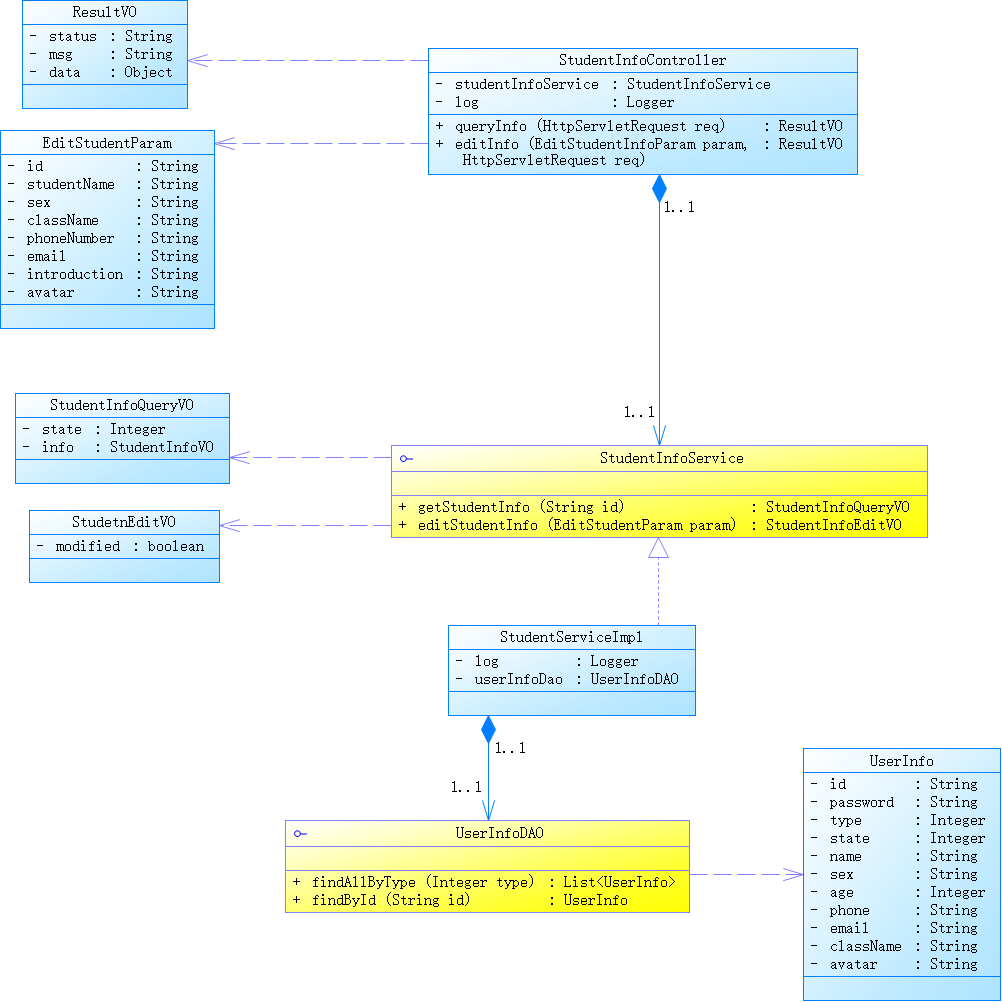 ResultVO
- status : String
- msg : String
- data : Object
StudentInfoController
- studentInfoService : StudentInfoService
- log : Logger
+ queryInfo (HttpServletRequest req) : ResultVO
+ editInfo (EditStudentInfoParam param, : ResultVO
HttpServletRequest req)
EditStudentParam
- id : String
- studentName : String
- sex : String
- className : String
- phoneNumber : String
- email : String
- introduction : String
- avatar : String
1..1
1..1
StudentInfoQueryVO
- state : Integer
- info : StudentInfoVO
StudentInfoService
+ getStudentInfo (String id) : StudentInfoQueryVO
+ editStudentInfo (EditStudentParam param) : StudentInfoEditVO
StudetnEditVO
- modified : boolean
StudentServiceImpl
- log : Logger
- userInfoDao : UserInfoDAO
1..1
1..1
UserInfoDAO
+ findAllByType (Integer type) : List<UserInfo>
+ findById (String id) : UserInfo
UserInfo
- id : String
- password : String
- type : Integer
- state : Integer
- name : String
- sex : String
- age : Integer
- phone : String
- email : String
- className : String
- avatar : String